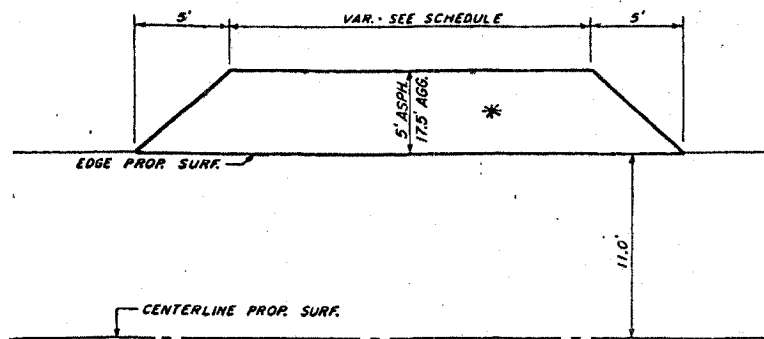 5'
VAR. - SEE SCHEDULE
5'
5' ASPH.
17.5' AGG.
*
EDGE PROP. SURF.
11.0'
CENTERLINE PROP. SURF.